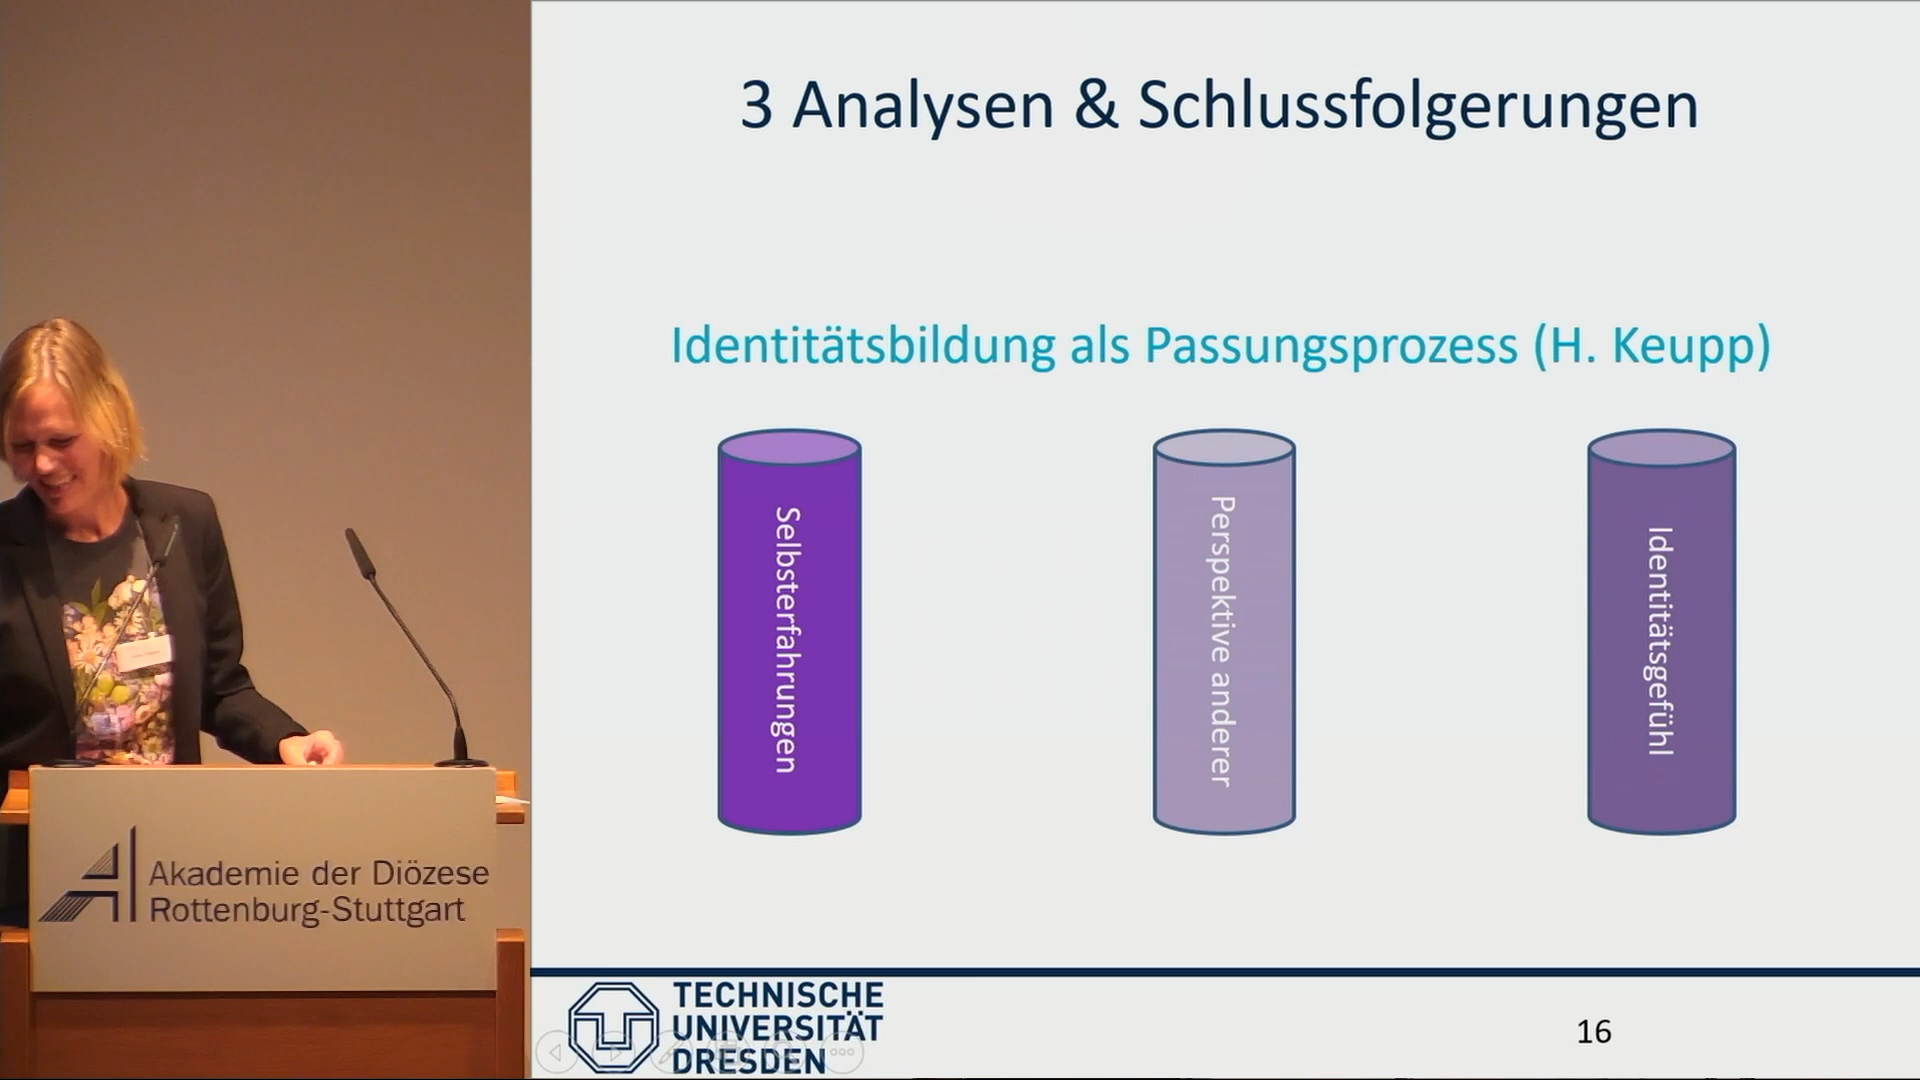 3 Analysen & Schlussfolgerungen
Identitätsbildung als Passungsprozess (H. Keupp)
Selbsterfahrungen
Perspektive anderer
Identitätsgefühl
Akademie der Diözese
Rottenburg-Stuttgart
TECHNISCHE
UNIVERSITÄT
DRESDEN
16